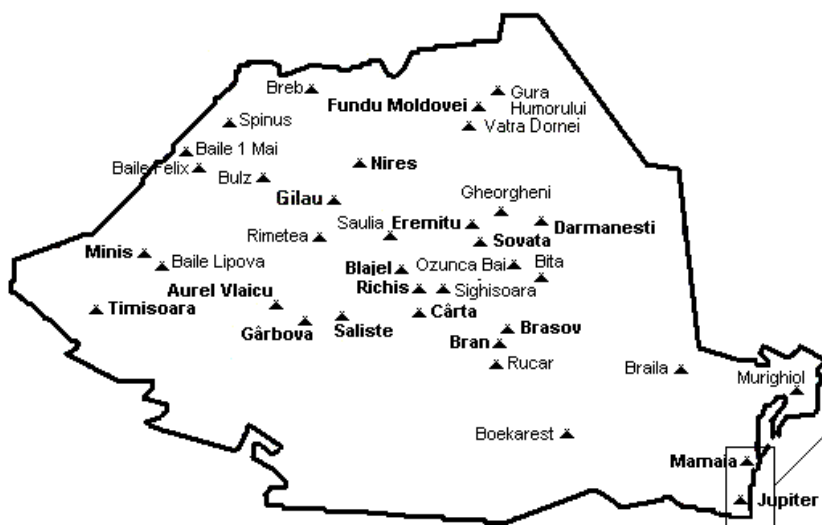 Breb
Gura
Humorului
Fundu Moldovei
Spinus
Vatra Dornei
Baile 1 Mai
Baile Felix
Nires
Bulz
Gilau
Gheorgheni
Saulia
Eremitu
Darmanesti
Rimetea
Sovata
Minis
Baile Lipova
Blajel
Ozunca Bai
Bita
Richis
Sighisoara
Aurel Vlaicu
Timisoara
Gârbova
Saliste
Cârta
Brasov
Bran
Rucar
Braila
Murighiol
Boekarest
Mamaia
Jupiter